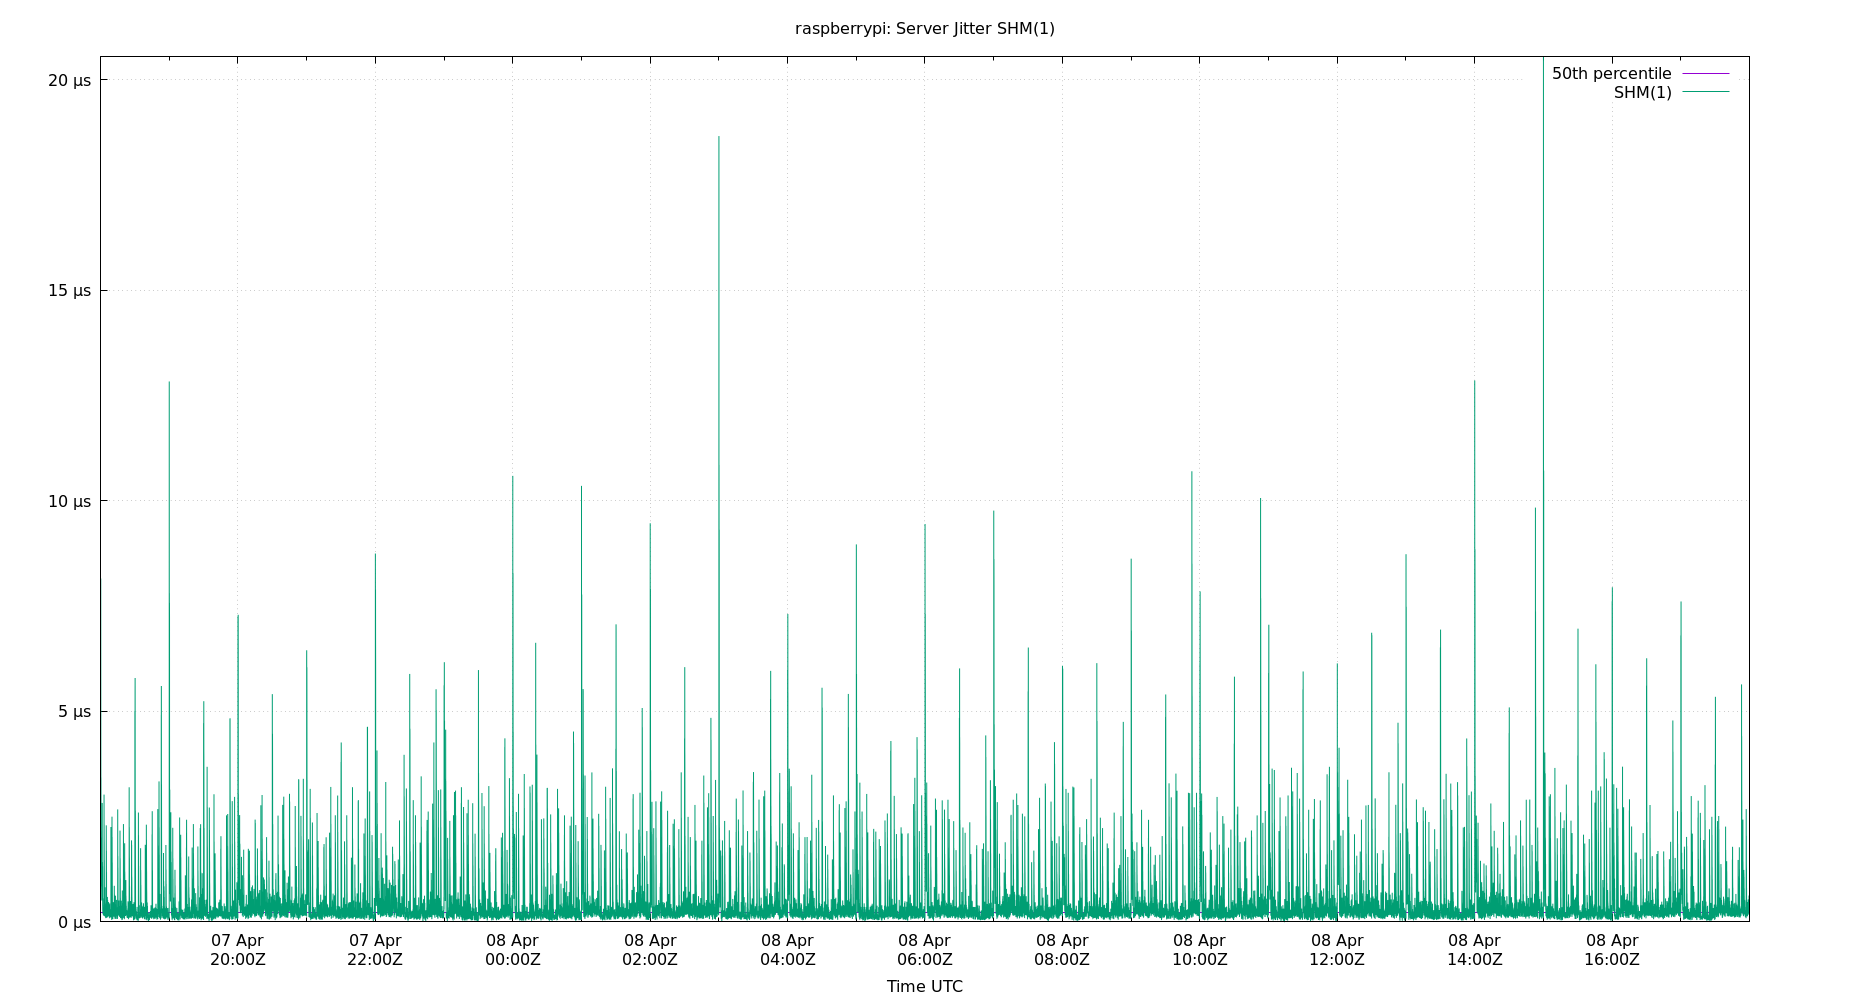 raspberrypi: Server Jitter SHM(1)
50th percentile
SHM(1)
20 µs
15 µs
10 µs
5 µs
0 µs
07 Apr 07 Apr 08 Apr 08 Apr 08 Apr 08 Apr 08 Apr 08 Apr 08 Apr 08 Apr 08 Apr
20:00Z 22:00Z 00:00Z 02:00Z 04:00Z 06:00Z 08:00Z 10:00Z 12:00Z 14:00Z 16:00Z
Time UTC